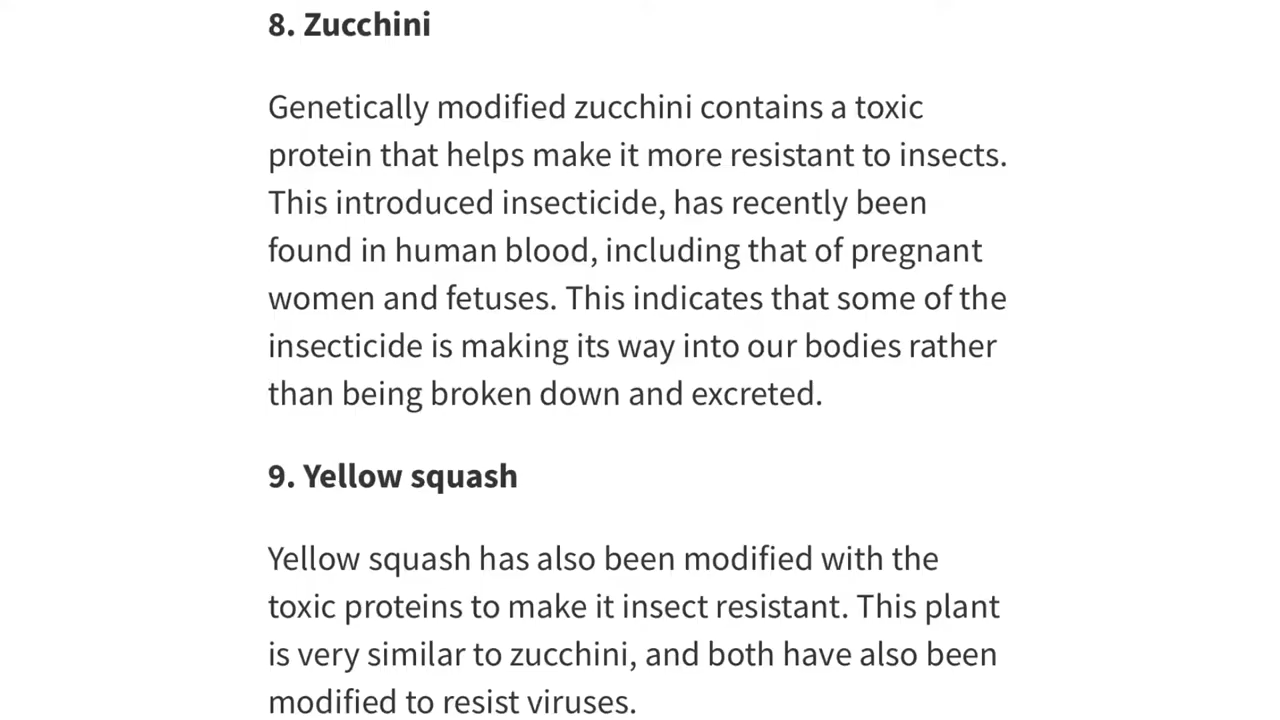 8. Zucchini
Genetically modified zucchini contains a toxic
protein that helps make it more resistant to insects.
This introduced insecticide, has recently been
found in human blood, including that of pregnant
women and fetuses. This indicates that some of the
insecticide is making its way into our bodies rather
than being broken down and excreted.
9. Yellow squash
Yellow squash has also been modified with the
toxic proteins to make it insect resistant. This plant
is very similar to zucchini, and both have also been
modified to resist viruses.